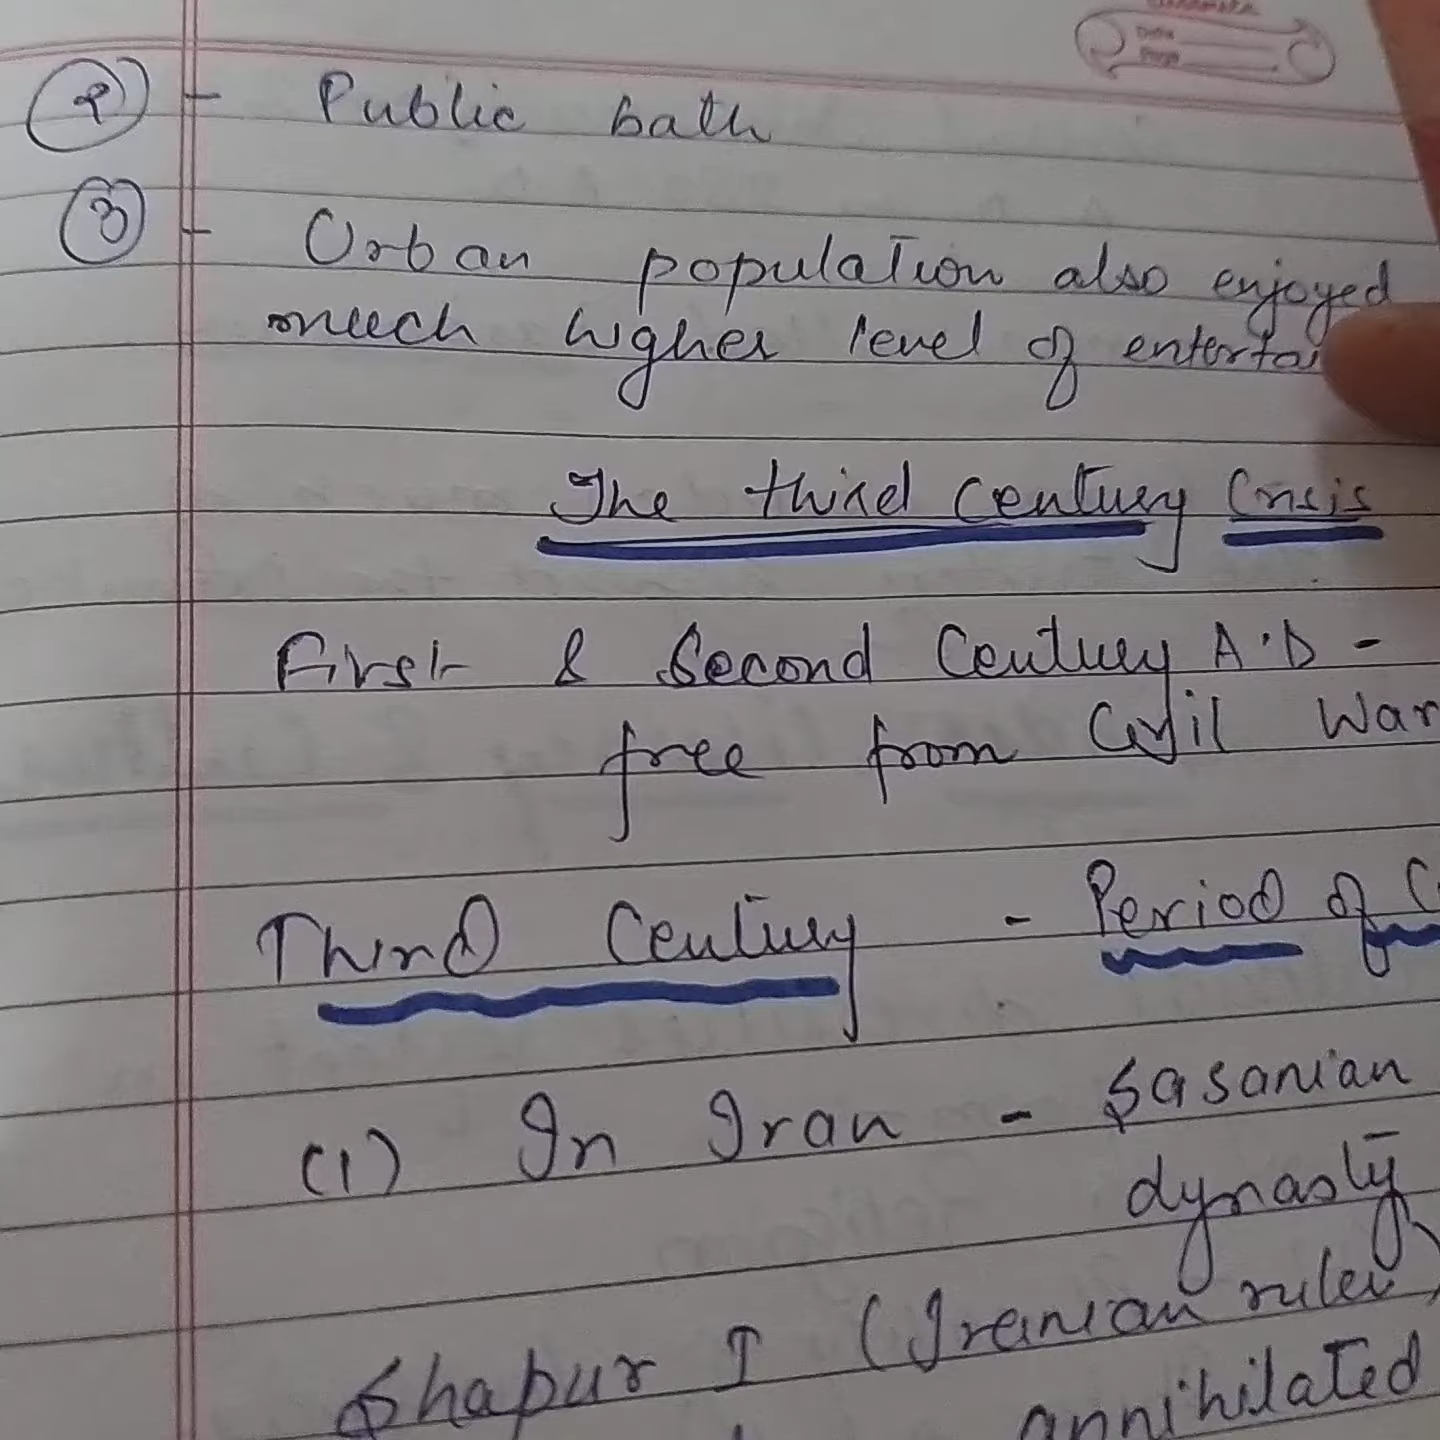 ② - Public bath
③ - Urban population also enjoyed
much higher level of enterta
The third century Crisis
First & Second Century A.D -
free from Civil War
Third Century - Period of C
(1) In Iran - Sasanian
dynasty
Shapur I (Iranian ruler)
annihilated